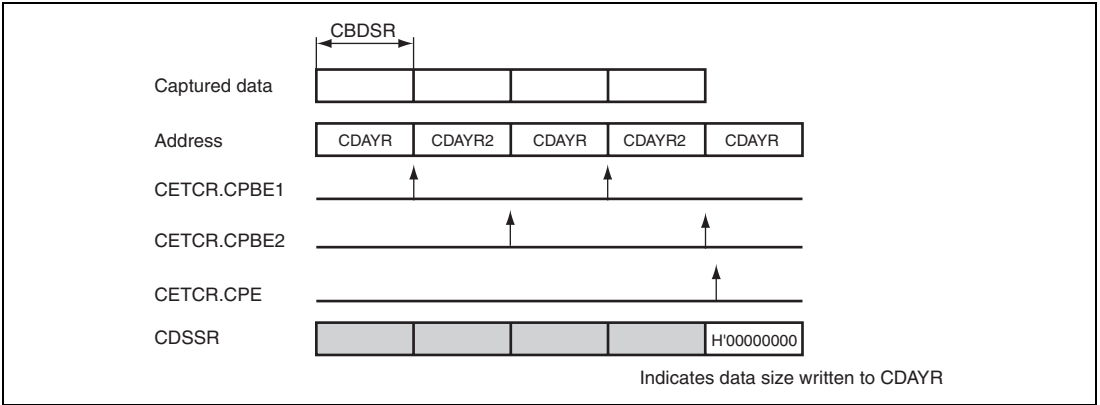 CBDSR
Captured data
Address CDAYR CDAYR2 CDAYR CDAYR2 CDAYR
CETCR.CPBE1
CETCR.CPBE2
CETCR.CPE
CDSSR H'00000000
Indicates data size written to CDAYR